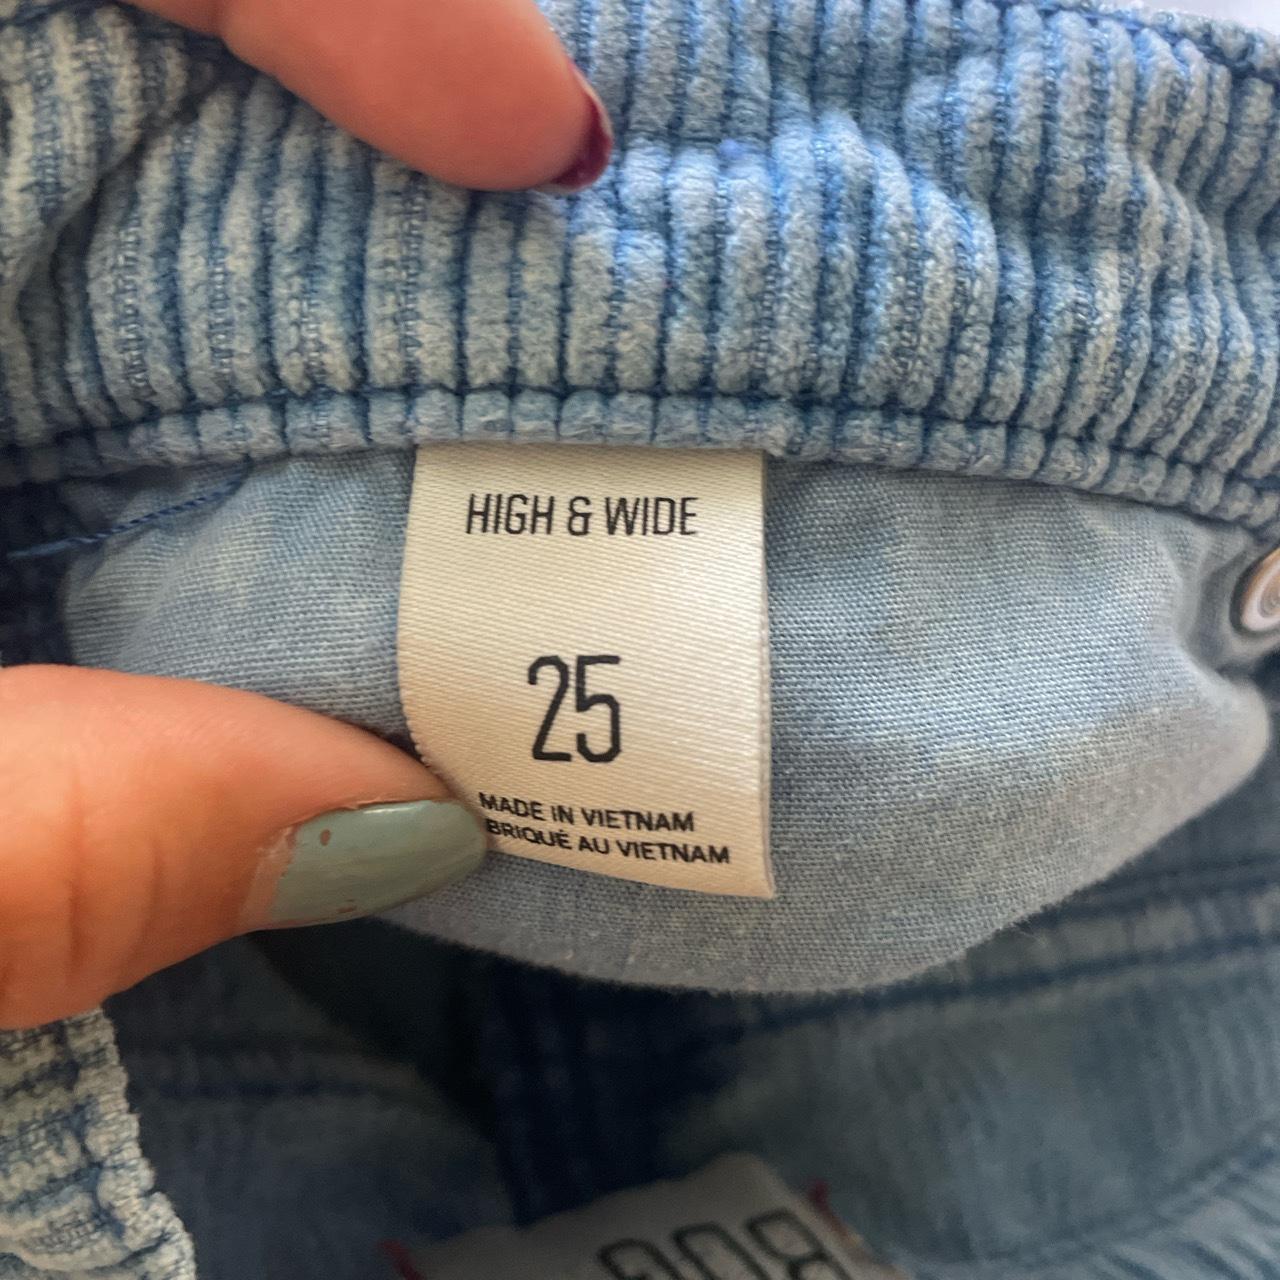 HIGH & WIDE
25
MADE IN VIETNAM
BRIQUÉ AU VIETNAM